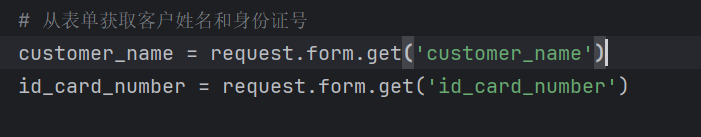 # 从表单获取客户姓名和身份证号
customer_name = request.form.get('customer_name')
id_card_number = request.form.get('id_card_number')